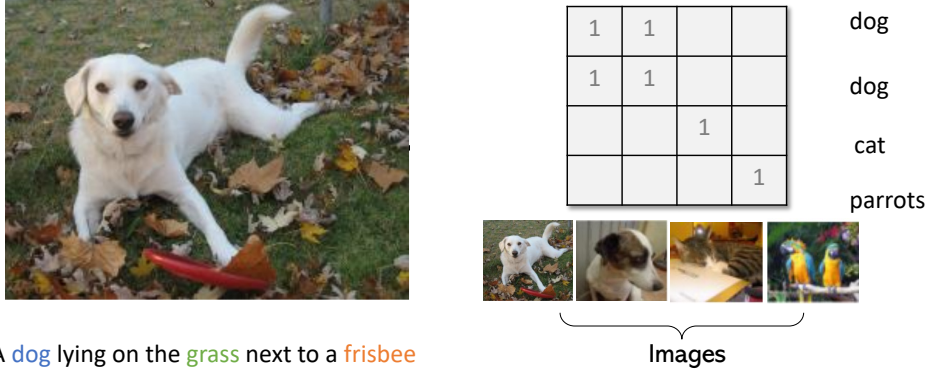 A dog lying on the grass next to a frisbee
1 1 dog
1 1 dog
1 cat
1 parrots
Images